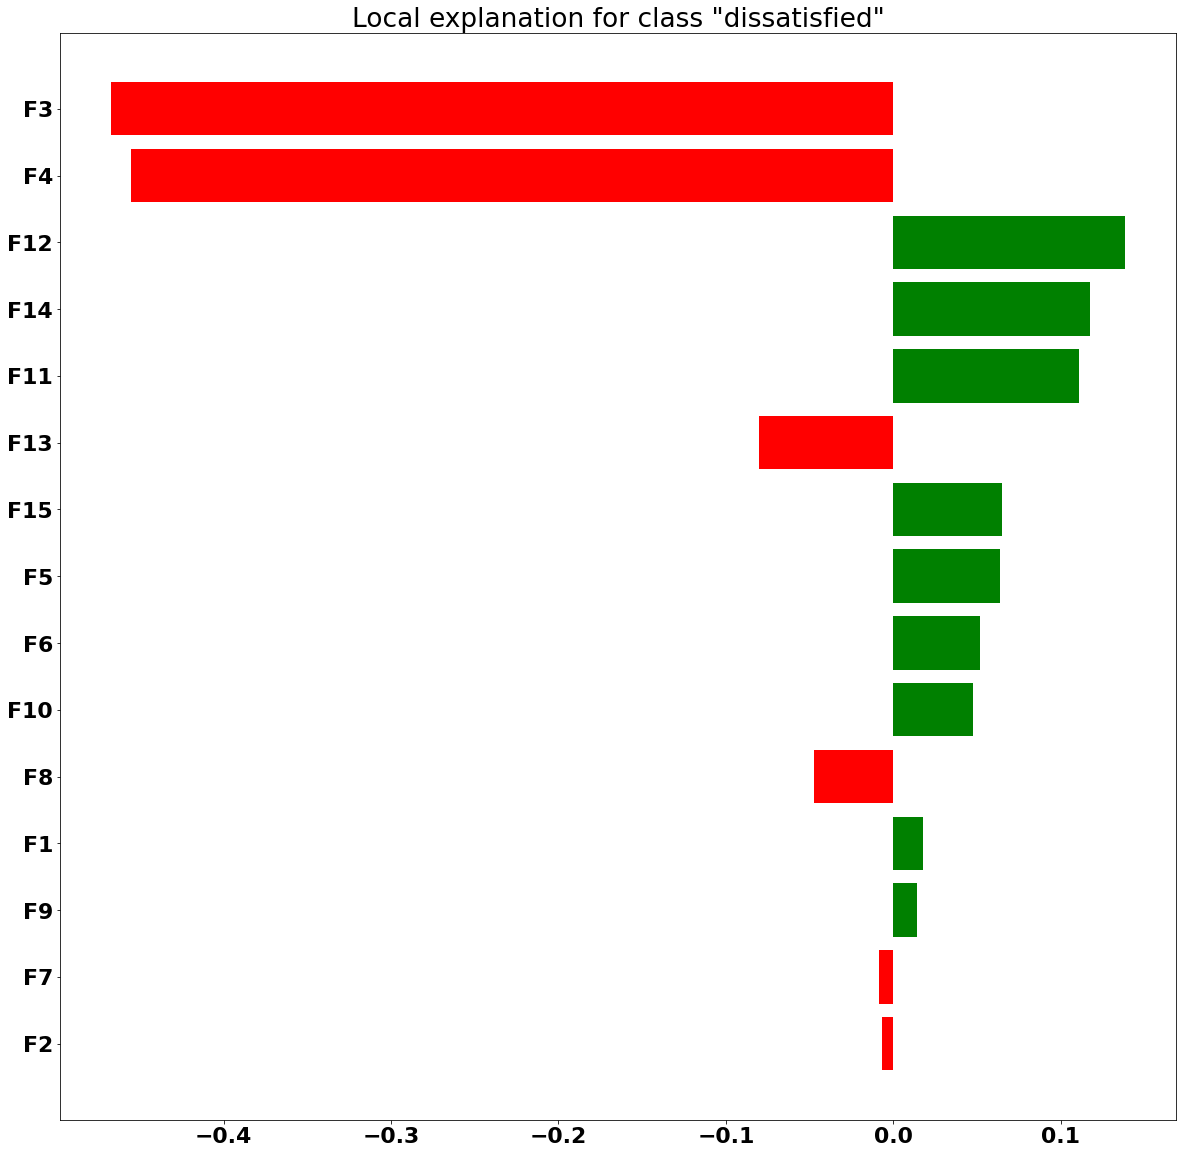 Local explanation for class "dissatisfied"
F3
F4
F12
F14
F11
F13
F15
F5
F6
F10
F8
F1
F9
F7
F2
−0.4 −0.3 −0.2 −0.1 0.0 0.1